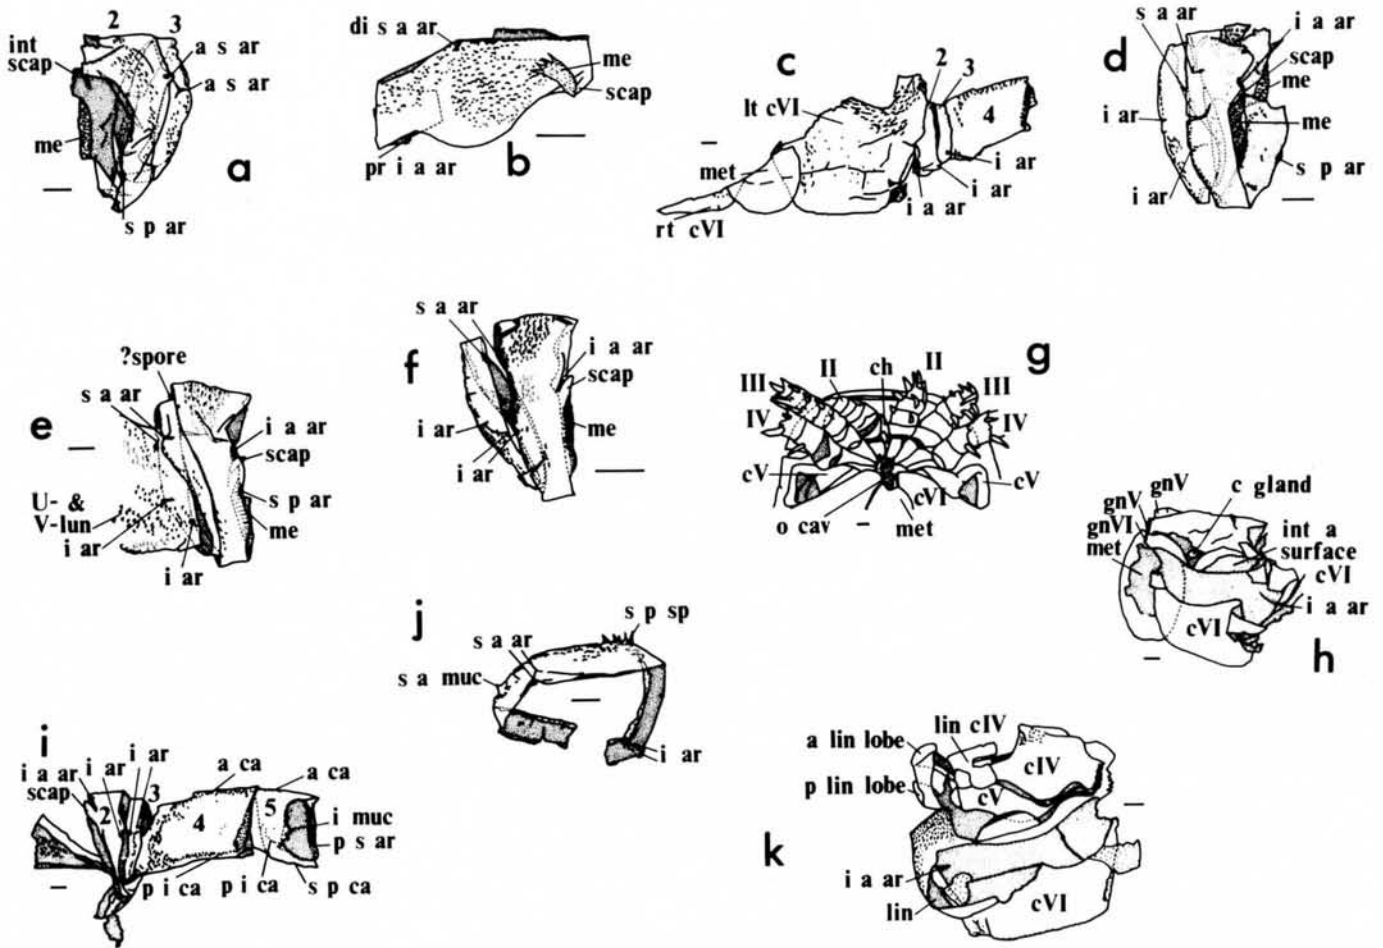 2 3
int
scap
a s ar
a s ar
me
a
s p ar
di s a ar
me
scap
b
pr i a ar
c
2
3
lt cVI
4
met
i ar
i ar
i a ar
rt cVI
d
s a ar
i a ar
scap
me
i ar
me
s p ar
i ar
?spore
s a ar
e
i a ar
scap
s p ar
U- &
V-lun
me
i ar
i ar
f
s a ar
i a ar
scap
i ar
me
i ar
g
II ch II
III III
IV IV
cV cV
cVI
o cav met
gnV
gnV
c gland
gnVI
int a
surface
met
cVI
i a ar
cVI
h
j
s p sp
s a ar
s a muc
i ar
i
i ar
i ar
3
a ca
a ca
i a ar
scap
2
4
5
i muc
p s ar
p i ca
p i ca
s p ca
lin cIV
a lin lobe
cIV
p lin lobe
cV
k
i a ar
lin
cVI